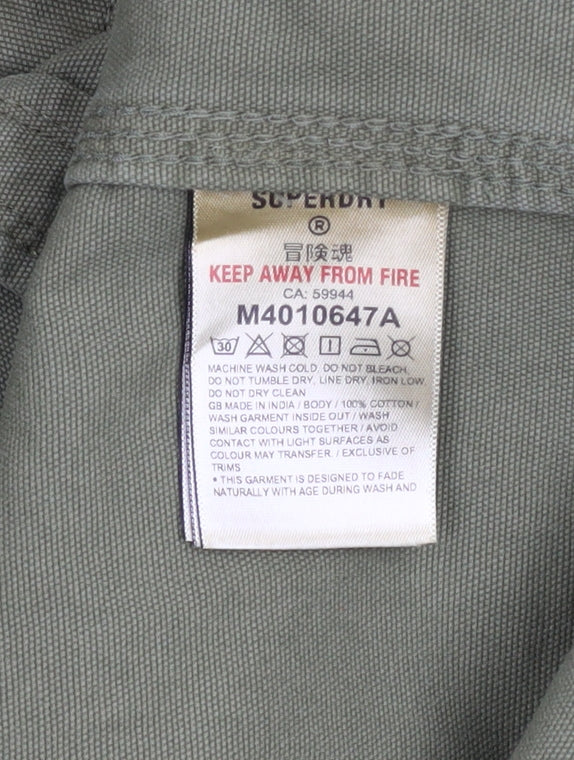 SUPERDRY
®
冒険魂
KEEP AWAY FROM FIRE
CA: 59944
M4010647A
30
MACHINE WASH COLD. DO NOT BLEACH.
DO NOT TUMBLE DRY. LINE DRY. IRON LOW.
DO NOT DRY CLEAN
GB MADE IN INDIA / BODY / 100% COTTON /
WASH GARMENT INSIDE OUT / WASH
SIMILAR COLOURS TOGETHER / AVOID
CONTACT WITH LIGHT SURFACES AS
COLOUR MAY TRANSFER. / EXCLUSIVE OF
TRIMS
• THIS GARMENT IS DESIGNED TO FADE
NATURALLY WITH AGE DURING WASH AND